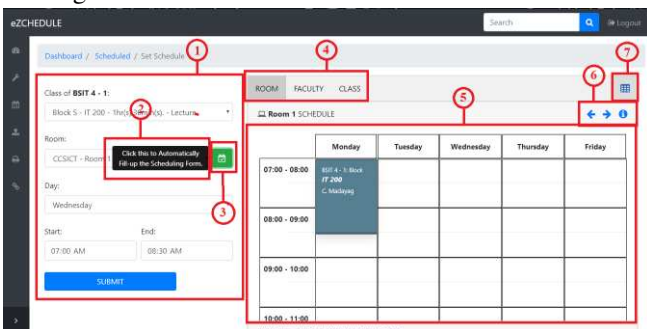 eZCHEDULE
Search
Logout
Dashboard / Scheduled / Set Schedule
1
4
7
Class of BSIT 4 - 1:
ROOM FACULTY CLASS
6
2
5
Block S - IT 200 - 1hr(s) 30min(s). - Lecture
Room 1 SCHEDULE
Room:
CCSICT - Room 1
Click this to Automatically
Fill-up the Scheduling Form.
Monday Tuesday Wednesday Thursday Friday
07:00 - 08:00
BSIT 4 - 1: Block
IT 200
C. Madayag
Day:
Wednesday
3
08:00 - 09:00
Start: End:
07:00 AM 08:30 AM
09:00 - 10:00
SUBMIT
10:00 - 11:00